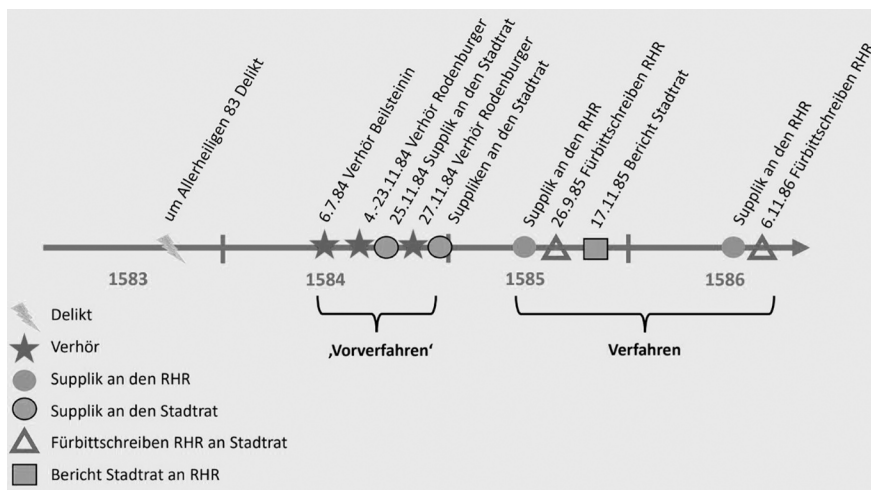 um Allerheiligen 83 Delikt
6.7.84 Verhör Beilsteinin
4.-23.11.84 Verhör Rodenburger
25.11.84 Supplik an den Stadtrat
27.11.84 Verhör Rodenburger
Suppliken an den Stadtrat
Supplik an den RHR
26.9.85 Fürbittschreiben RHR
17.11.85 Bericht Stadtrat
Supplik an den RHR
6.11.86 Fürbittschreiben RHR
1583
1584
1585
1586
‚Vorverfahren‘
Verfahren
Delikt
Verhör
Supplik an den RHR
Supplik an den Stadtrat
Fürbittschreiben RHR an Stadtrat
Bericht Stadtrat an RHR